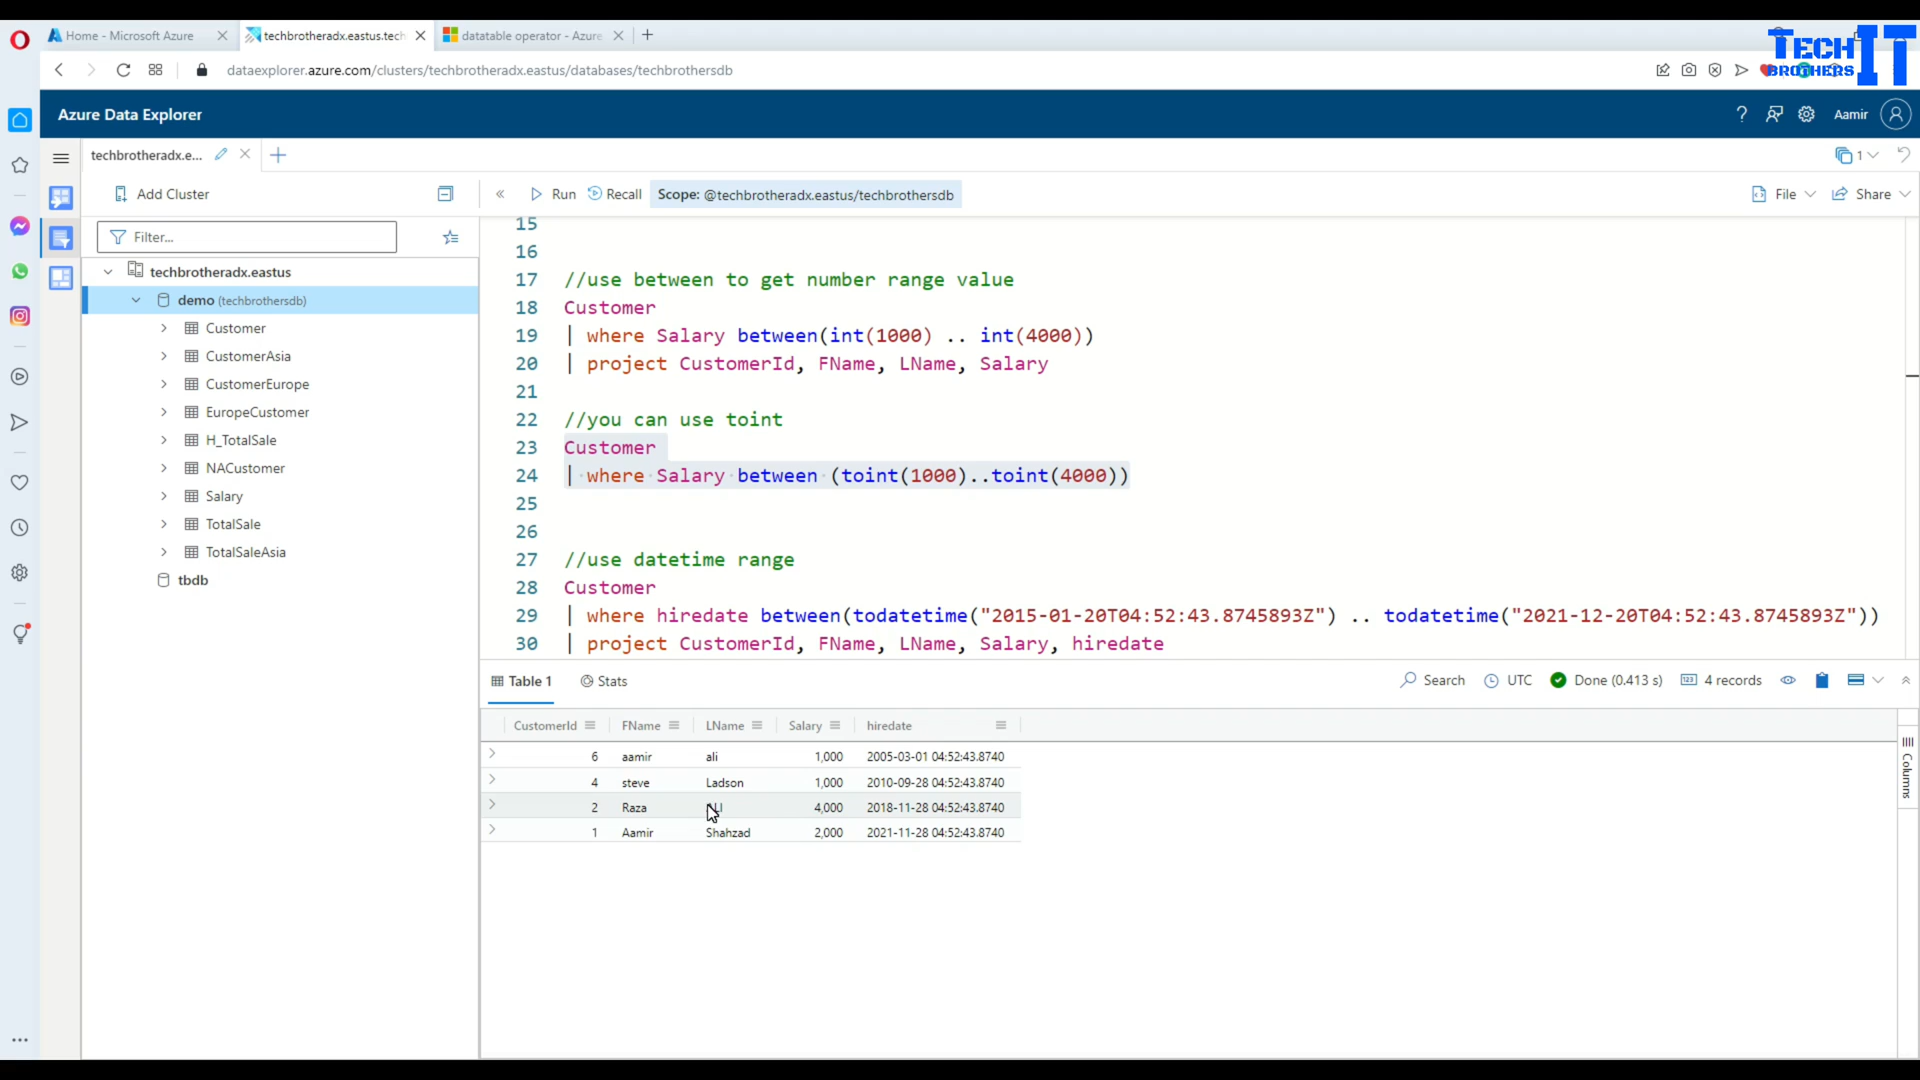 Home - Microsoft Azure
techbrotheradx.eastus.tech
datatable operator - Azure
TECH BROTHERS IT
dataexplorer.azure.com/clusters/techbrotheradx.eastus/databases/techbrothersdb
Azure Data Explorer
Aamir
techbrotheradx.e...
1
Add Cluster
Run
Recall
Scope: @techbrotheradx.eastus/techbrothersdb
File
Share
Filter...
techbrotheradx.eastus
demo (techbrothersdb)
Customer
CustomerAsia
CustomerEurope
EuropeCustomer
H_TotalSale
NACustomer
Salary
TotalSale
TotalSaleAsia
tbdb
15
16
17 //use between to get number range value
18 Customer
19 | where Salary between(int(1000) .. int(4000))
20 | project CustomerId, FName, LName, Salary
21
22 //you can use toint
23 Customer
24 | where Salary between (toint(1000)..toint(4000))
25
26
27 //use datetime range
28 Customer
29 | where hiredate between(todatetime("2015-01-20T04:52:43.8745893Z") .. todatetime("2021-12-20T04:52:43.8745893Z"))
30 | project CustomerId, FName, LName, Salary, hiredate
Table 1
Stats
Search
UTC
Done (0.413 s)
4 records
CustomerId FName LName Salary hiredate
6 aamir ali 1,000 2005-03-01 04:52:43.8740
4 steve Ladson 1,000 2010-09-28 04:52:43.8740
2 Raza 4,000 2018-11-28 04:52:43.8740
1 Aamir Shahzad 2,000 2021-11-28 04:52:43.8740
Columns